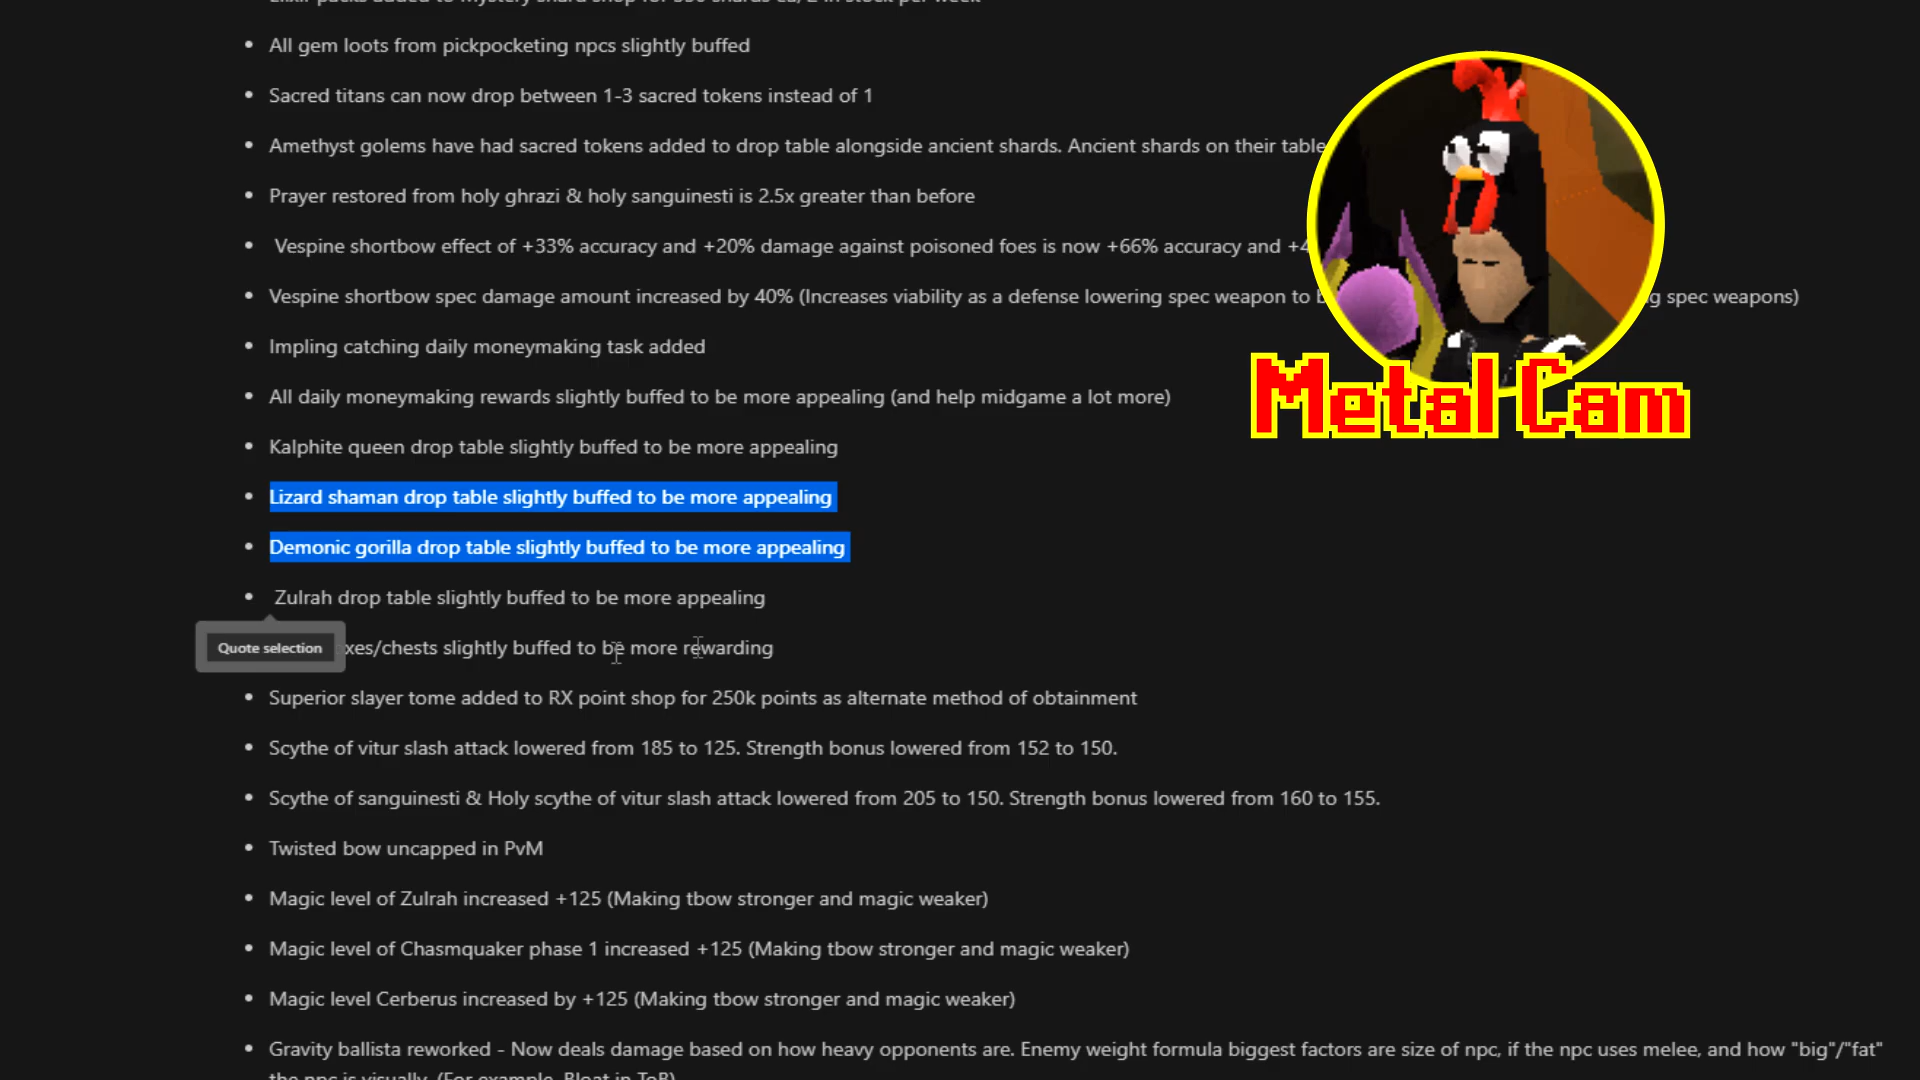 All gem loots from pickpocketing npcs slightly buffed
Sacred titans can now drop between 1-3 sacred tokens instead of 1
Amethyst golems have had sacred tokens added to drop table alongside ancient shards. Ancient shards on their table
Prayer restored from holy ghrazi & holy sanguinesti is 2.5x greater than before
Vespine shortbow effect of +33% accuracy and +20% damage against poisoned foes is now +66% accuracy and
Vespine shortbow spec damage amount increased by 40% (Increases viability as a defense lowering spec weapon to spec weapons)
Impling catching daily moneymaking task added
All daily moneymaking rewards slightly buffed to be more appealing (and help midgame a lot more)
Metal Cam
Kalphite queen drop table slightly buffed to be more appealing
Lizard shaman drop table slightly buffed to be more appealing
Demonic gorilla drop table slightly buffed to be more appealing
Zulrah drop table slightly buffed to be more appealing
Quote selection
xes/chests slightly buffed to be more rewarding
Superior slayer tome added to RX point shop for 250k points as alternate method of obtainment
Scythe of vitur slash attack lowered from 185 to 125. Strength bonus lowered from 152 to 150.
Scythe of sanguinesti & Holy scythe of vitur slash attack lowered from 205 to 150. Strength bonus lowered from 160 to 155.
Twisted bow uncapped in PvM
Magic level of Zulrah increased +125 (Making tbow stronger and magic weaker)
Magic level of Chasmquaker phase 1 increased +125 (Making tbow stronger and magic weaker)
Magic level Cerberus increased by +125 (Making tbow stronger and magic weaker)
Gravity ballista reworked - Now deals damage based on how heavy opponents are. Enemy weight formula biggest factors are size of npc, if the npc uses melee, and how "big"/"fat"
the npc is visually. (For example, Bloat in ToB)